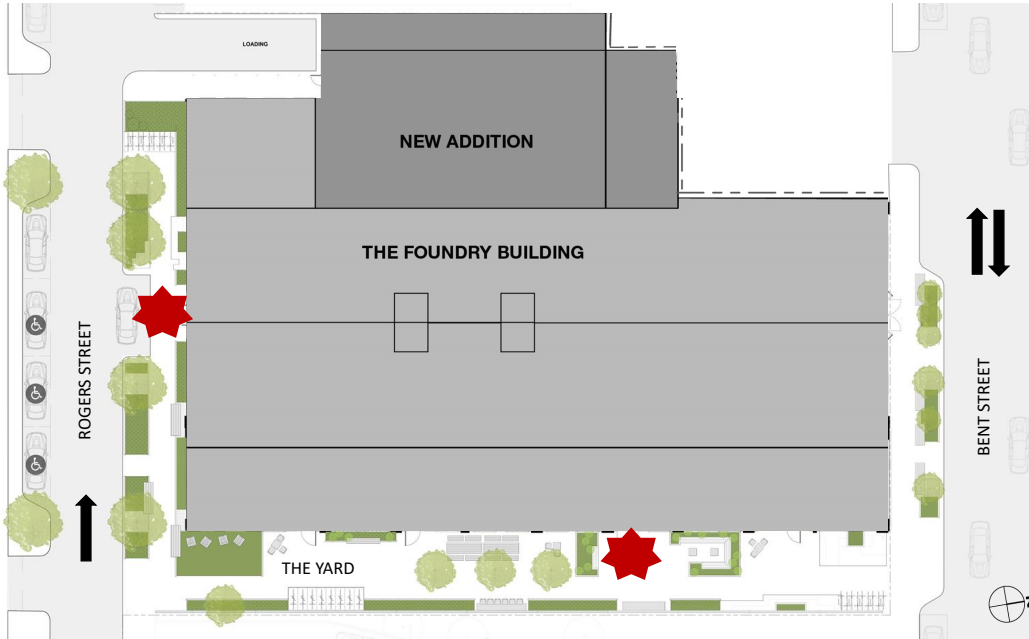 LOADING
NEW ADDITION
THE FOUNDRY BUILDING
ROGERS STREET
BENT STREET
THE YARD